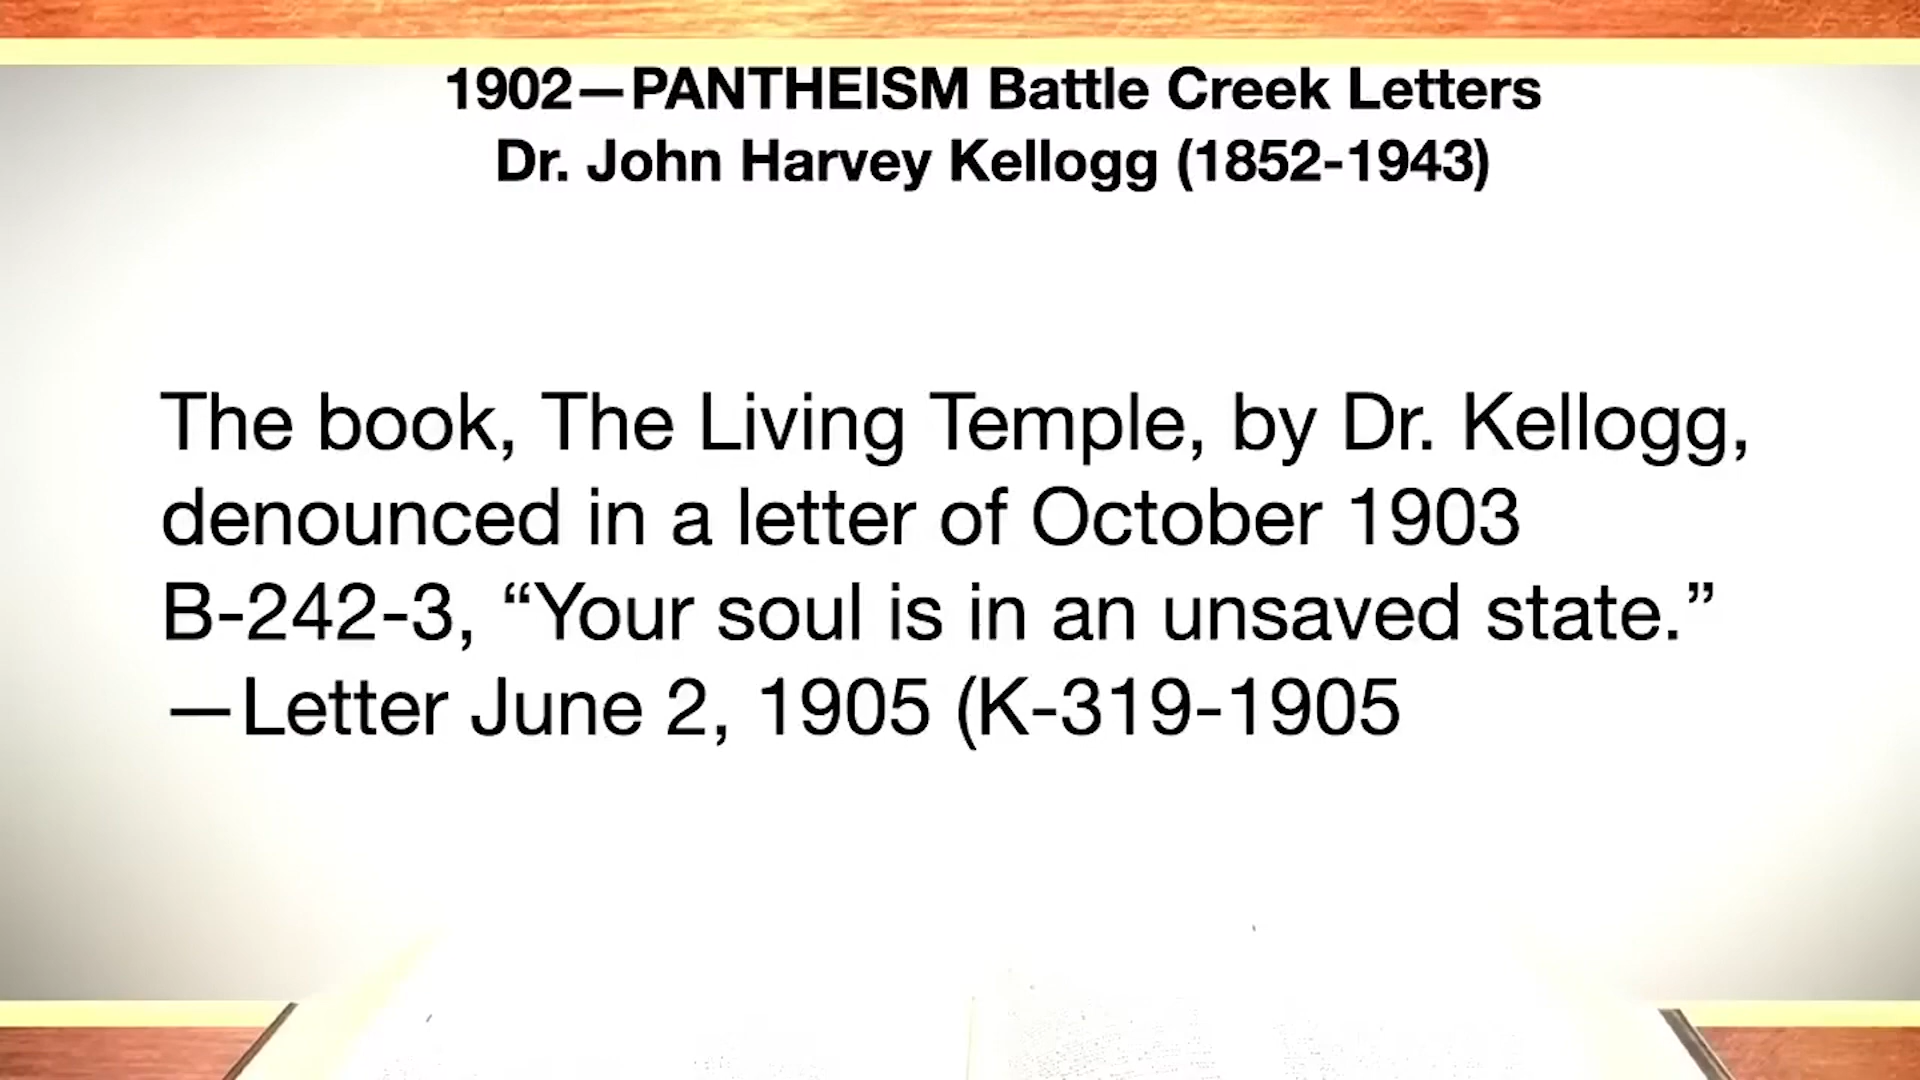 1902—PANTHEISM Battle Creek Letters
Dr. John Harvey Kellogg (1852-1943)
The book, The Living Temple, by Dr. Kellogg,
denounced in a letter of October 1903
B-242-3, “Your soul is in an unsaved state.”
—Letter June 2, 1905 (K-319-1905